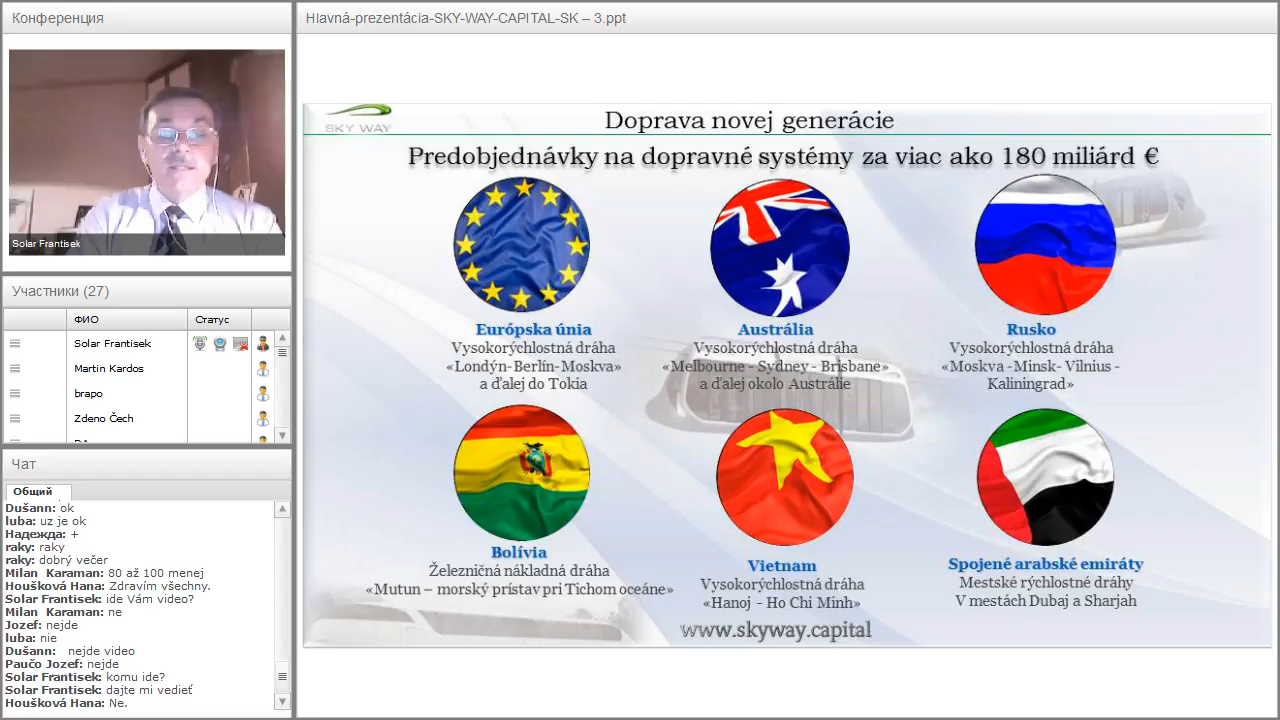 Конференция
Solar Frantisek
Участники (27)
ФИО
Статус
Solar Frantisek
Martin Kardos
brapo
Zdeno Čech
Чат
Общий
Dušann: ok
luba: uz je ok
Надежда: +
raky: raky
raky: dobrý večer
Milan Karaman: 80 až 100 menej
Houšková Hana: Zdravím všechny.
Solar Frantisek: ide Vám video?
Milan Karaman: ne
Jozef: nejde
luba: nie
Dušann: nejde video
Paučo Jozef: nejde
Solar Frantisek: komu ide?
Solar Frantisek: dajte mi vedieť
Houšková Hana: Ne.
Hlavná-prezentácia-SKY-WAY-CAPITAL-SK – 3.ppt
SKY WAY
Doprava novej generácie
Predobjednávky na dopravné systémy za viac ako 180 miliárd €
Európska únia
Vysokorýchlostná dráha
«Londýn-Berlín-Moskva»
a ďalej do Tokia
Austrália
Vysokorýchlostná dráha
«Melbourne - Sydney - Brisbane»
a ďalej okolo Austrálie
Rusko
Vysokorýchlostná dráha
«Moskva -Minsk- Vilnius -
Kaliningrad»
Bolívia
Železničná nákladná dráha
«Mutun – morský prístav pri Tichom oceáne»
Vietnam
Vysokorýchlostná dráha
«Hanoj - Ho Chi Minh»
Spojené arabské emiráty
Mestské rýchlostné dráhy
V mestách Dubaj a Sharjah
www.skyway.capital